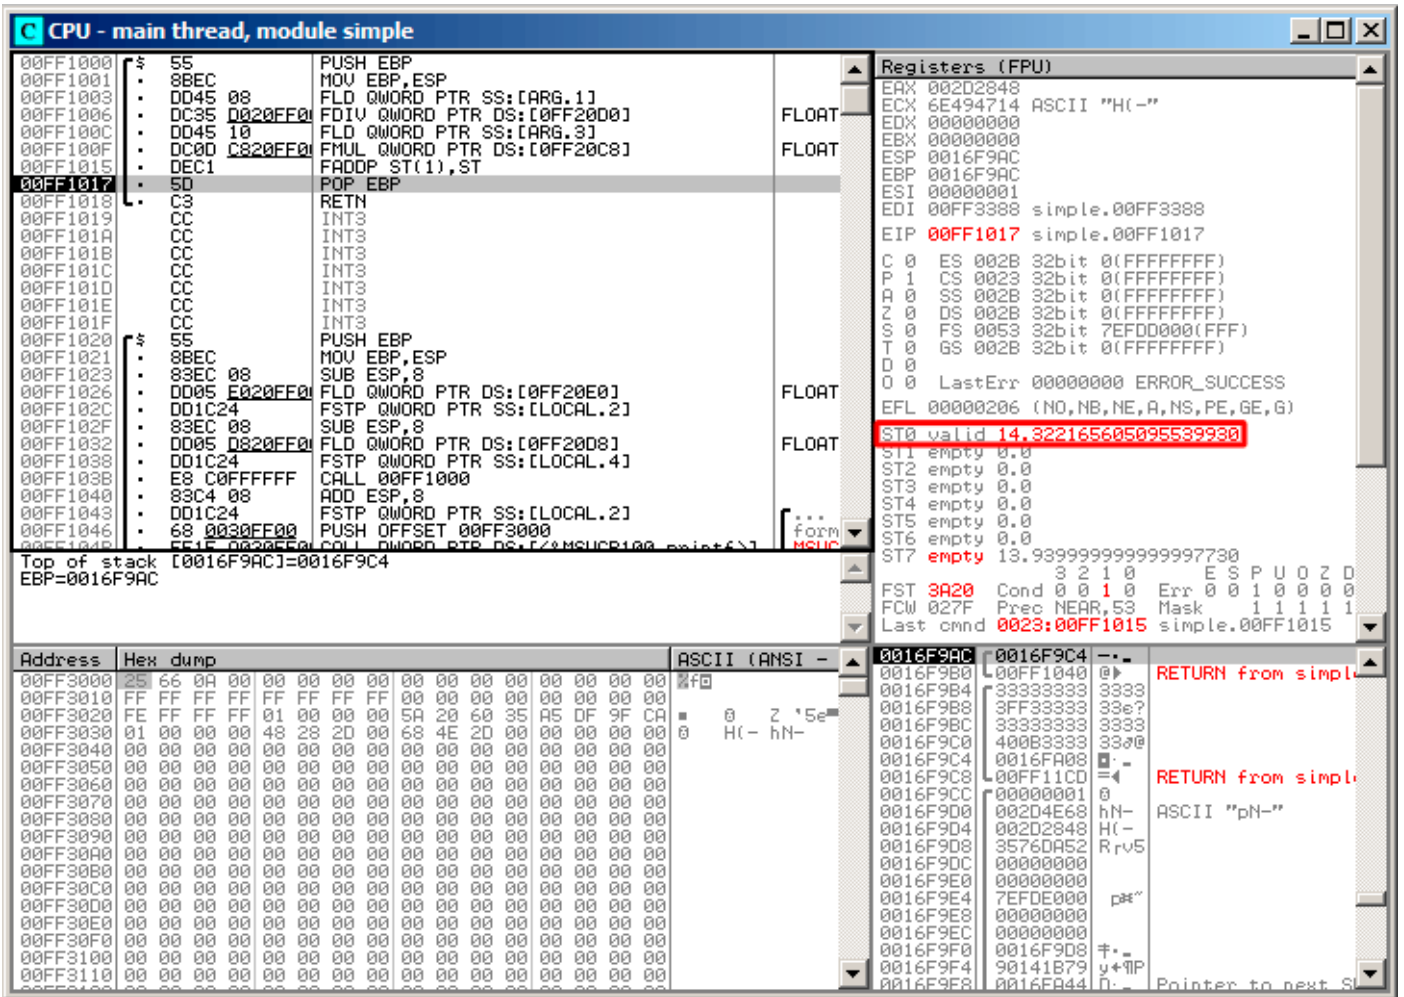 CPU - main thread, module simple
00FF1000 $ 55 PUSH EBP
00FF1001 . 8BEC MOV EBP,ESP
00FF1003 . DD45 08 FLD QWORD PTR SS:[ARG.1]
00FF1006 . DC35 D020FF0 FDIV QWORD PTR DS:[0FF20D0] FLOAT
00FF100C . DD45 10 FLD QWORD PTR SS:[ARG.3]
00FF100F . DC0D C820FF0 FMUL QWORD PTR DS:[0FF20C8] FLOAT
00FF1015 . DEC1 FADDP ST(1),ST
00FF1017 . 5D POP EBP
00FF1018 . C3 RETN
00FF1019 CC INT3
00FF101A CC INT3
00FF101B CC INT3
00FF101C CC INT3
00FF101D CC INT3
00FF101E CC INT3
00FF101F CC INT3
00FF1020 $ 55 PUSH EBP
00FF1021 . 8BEC MOV EBP,ESP
00FF1023 . 83EC 08 SUB ESP,8
00FF1026 . DD05 E020FF0 FLD QWORD PTR DS:[0FF20E0] FLOAT
00FF102C . DD1C24 FSTP QWORD PTR SS:[LOCAL.2]
00FF102F . 83EC 08 SUB ESP,8
00FF1032 . DD05 D820FF0 FLD QWORD PTR DS:[0FF20D8] FLOAT
00FF1038 . DD1C24 FSTP QWORD PTR SS:[LOCAL.4]
00FF103B . E8 C0FFFFFF CALL 00FF1000
00FF1040 . 83C4 08 ADD ESP,8
00FF1043 . DD1C24 FSTP QWORD PTR SS:[LOCAL.2] ...
00FF1046 . 68 0030FF00 PUSH OFFSET 00FF3000 form
Top of stack [0016F9AC]=0016F9C4
EBP=0016F9AC
Registers (FPU)
EAX 002D2848
ECX 6E494714 ASCII "H(-"
EDX 00000000
EBX 00000000
ESP 0016F9AC
EBP 0016F9AC
ESI 00000001
EDI 00FF3388 simple.00FF3388
EIP 00FF1017 simple.00FF1017
C 0 ES 002B 32bit 0(FFFFFFFF)
P 1 CS 0023 32bit 0(FFFFFFFF)
A 0 SS 002B 32bit 0(FFFFFFFF)
Z 0 DS 002B 32bit 0(FFFFFFFF)
S 0 FS 0053 32bit 7EFDD000(FFF)
T 0 GS 002B 32bit 0(FFFFFFFF)
D 0
O 0 LastErr 00000000 ERROR_SUCCESS
EFL 00000206 (NO,NB,NE,A,NS,PE,GE,G)
ST0 valid 14.322165605095539930
ST1 empty 0.0
ST2 empty 0.0
ST3 empty 0.0
ST4 empty 0.0
ST5 empty 0.0
ST6 empty 0.0
ST7 empty 13.939999999999997730
3 2 1 0 E S P U O Z D
FST 3A20 Cond 0 0 1 0 Err 0 0 1 0 0 0 0
FCW 027F Prec NEAR,53 Mask 1 1 1 1 1
Last cmnd 0023:00FF1015 simple.00FF1015
Address Hex dump ASCII (ANSI -
00FF3000 25 66 0A 00 00 00 00 00 00 00 00 00 00 00 00 00 %f
00FF3010 FF FF FF FF FF FF FF FF 00 00 00 00 00 00 00 00
00FF3020 FE FF FF FF 01 00 00 00 5A 20 60 35 A5 DF 9F CA
00FF3030 01 00 00 00 48 28 2D 00 68 4E 2D 00 00 00 00 00 H(- hN-
00FF3040 00 00 00 00 00 00 00 00 00 00 00 00 00 00 00 00
00FF3050 00 00 00 00 00 00 00 00 00 00 00 00 00 00 00 00
00FF3060 00 00 00 00 00 00 00 00 00 00 00 00 00 00 00 00
00FF3070 00 00 00 00 00 00 00 00 00 00 00 00 00 00 00 00
00FF3080 00 00 00 00 00 00 00 00 00 00 00 00 00 00 00 00
00FF3090 00 00 00 00 00 00 00 00 00 00 00 00 00 00 00 00
00FF30A0 00 00 00 00 00 00 00 00 00 00 00 00 00 00 00 00
00FF30B0 00 00 00 00 00 00 00 00 00 00 00 00 00 00 00 00
00FF30C0 00 00 00 00 00 00 00 00 00 00 00 00 00 00 00 00
00FF30D0 00 00 00 00 00 00 00 00 00 00 00 00 00 00 00 00
00FF30E0 00 00 00 00 00 00 00 00 00 00 00 00 00 00 00 00
00FF30F0 00 00 00 00 00 00 00 00 00 00 00 00 00 00 00 00
00FF3100 00 00 00 00 00 00 00 00 00 00 00 00 00 00 00 00
00FF3110 00 00 00 00 00 00 00 00 00 00 00 00 00 00 00 00
0016F9AC 0016F9C4
0016F9B0 00FF1040 RETURN from simpl
0016F9B4 33333333 3333
0016F9B8 3FF33333 33e?
0016F9BC 33333333 3333
0016F9C0 400B3333
0016F9C4 0016FA08
0016F9C8 00FF11CD RETURN from simpl
0016F9CC 00000001
0016F9D0 002D4E68 hN- ASCII "pN-"
0016F9D4 002D2848 H(-
0016F9D8 3576DA52
0016F9DC 00000000
0016F9E0 00000000
0016F9E4 7EFDE000
0016F9E8 00000000
0016F9EC 00000000
0016F9F0 0016F9D8
0016F9F4 90141B79
0016F9F8 0016FA44 Pointer to next S